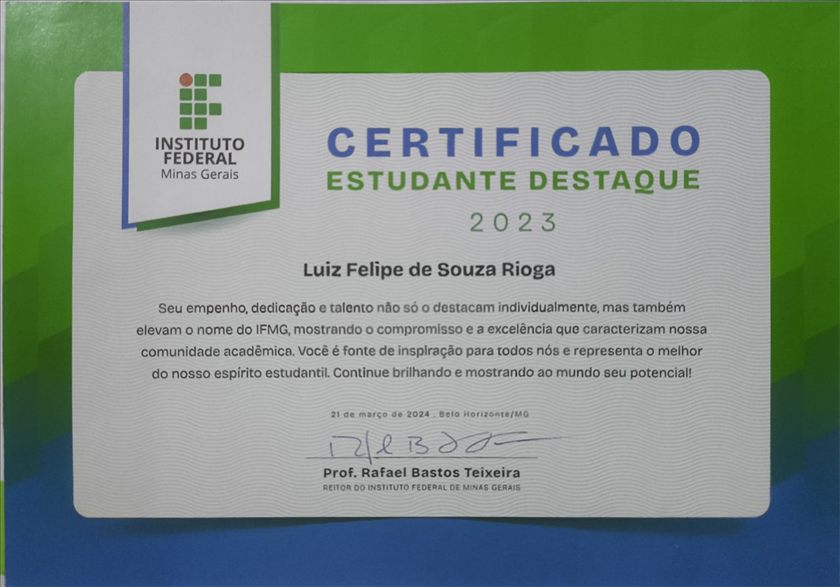 INSTITUTO
FEDERAL
Minas Gerais
CERTIFICADO
ESTUDANTE DESTAQUE
2023
Luiz Felipe de Souza Rioga
Seu empenho, dedicação e talento não só o destacam individualmente, mas também
elevam o nome do IFMG, mostrando o compromisso e a excelência que caracterizam nossa
comunidade acadêmica. Você é fonte de inspiração para todos nós e representa o melhor
do nosso espírito estudantil. Continue brilhando e mostrando ao mundo seu potencial!
21 de março de 2024 . Belo Horizonte/MG
Prof. Rafael Bastos Teixeira
REITOR DO INSTITUTO FEDERAL DE MINAS GERAIS